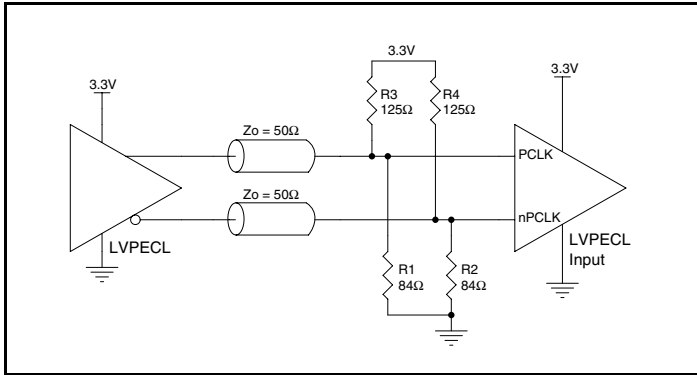 3.3V
3.3V
3.3V
R3
125Ω
R4
125Ω
Zo = 50Ω
PCLK
Zo = 50Ω
nPCLK
LVPECL
LVPECL
Input
R1
84Ω
R2
84Ω